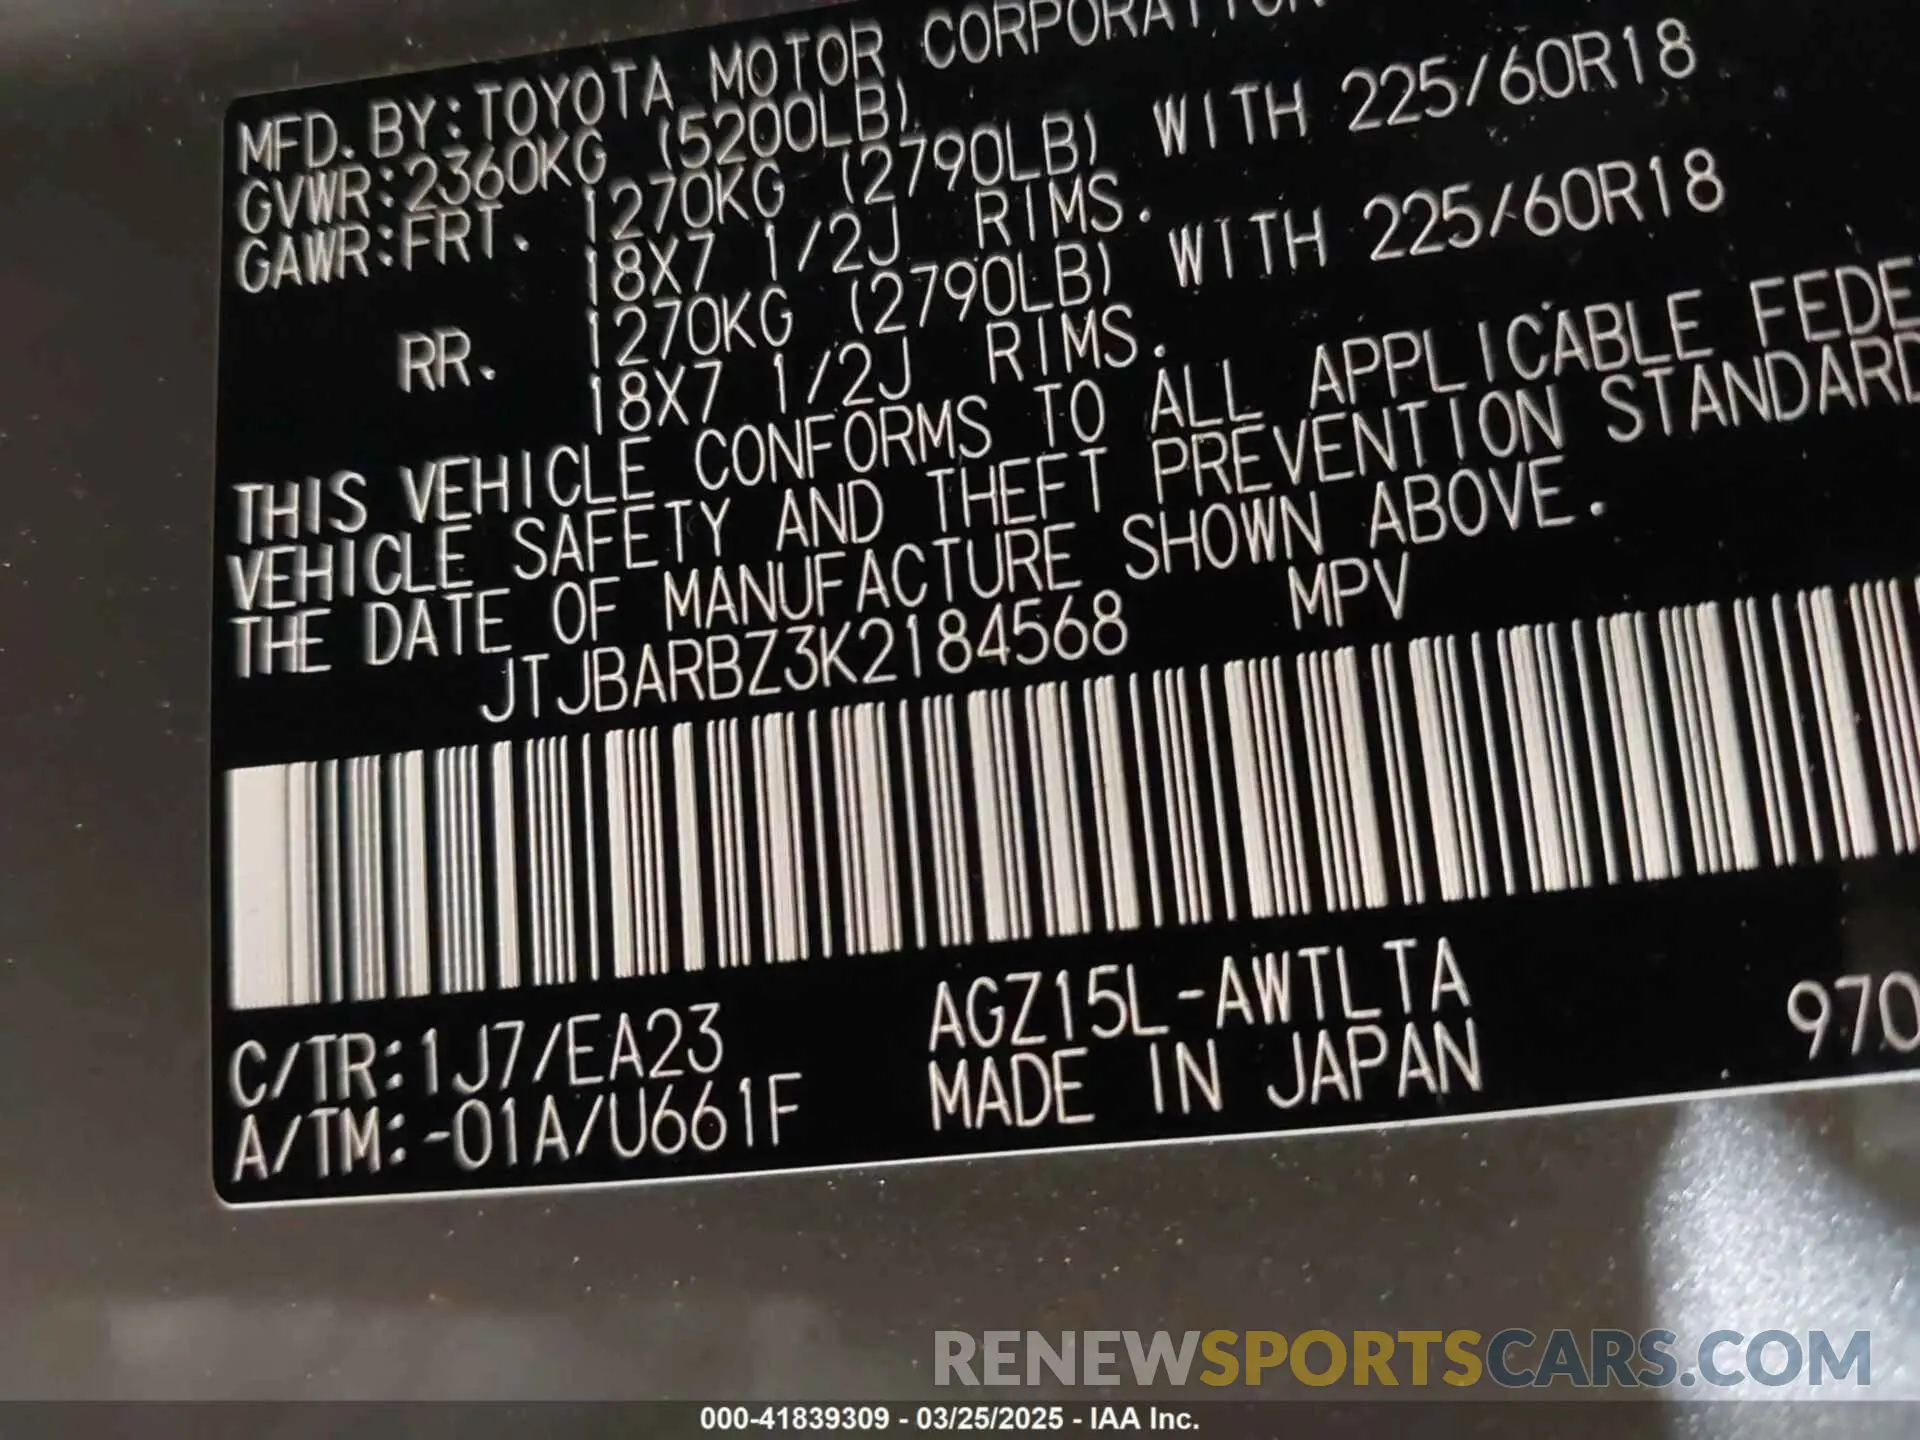 MFD. BY: TOYOTA MOTOR CORPORATION
GVWR: 2360KG (5200LB)
GAWR: FRT. 1270KG (2790LB) WITH 225/60R18
18X7 1/2J RIMS.
RR. 1270KG (2790LB) WITH 225/60R18
18X7 1/2J RIMS.
THIS VEHICLE CONFORMS TO ALL APPLICABLE FEDE
VEHICLE SAFETY AND THEFT PREVENTION STANDARD
THE DATE OF MANUFACTURE SHOWN ABOVE.
JTJBARBZ3K2184568 MPV
C/TR: 1J7/EA23 AGZ15L-AWTLTA 970
A/TM: -01A/U661F MADE IN JAPAN
RENEWSPORTSCARS.COM
000-41839309 - 03/25/2025 - IAA Inc.